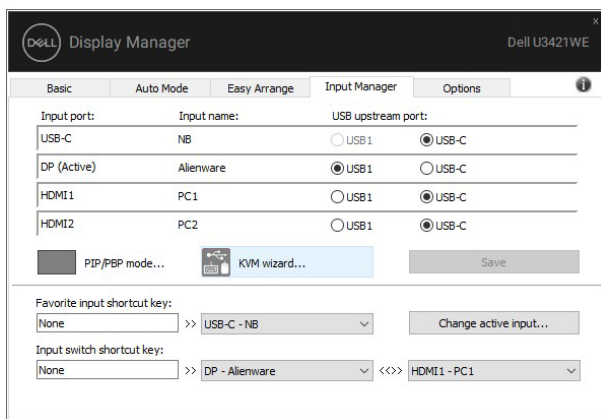 x
DELL Display Manager Dell U3421WE
Basic Auto Mode Easy Arrange Input Manager Options i
Input port: Input name: USB upstream port:
USB-C NB USB1 USB-C
DP (Active) Alienware USB1 USB-C
HDMI1 PC1 USB1 USB-C
HDMI2 PC2 USB1 USB-C
PIP/PBP mode... KVM wizard... Save
Favorite input shortcut key:
None >> USB-C - NB Change active input...
Input switch shortcut key:
None >> DP - Alienware <<>> HDMI1 - PC1